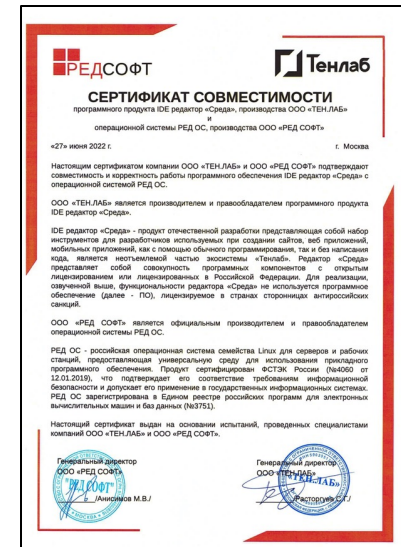 РЕДСОФТ
Тенлаб
СЕРТИФИКАТ СОВМЕСТИМОСТИ
программного продукта IDE редактор «Среда», производства ООО «ТЕН.ЛАБ»
и
операционной системы РЕД ОС, производства ООО «РЕД СОФТ»
«27» июня 2022 г.
г. Москва
Настоящим сертификатом компании ООО «ТЕН.ЛАБ» и ООО «РЕД СОФТ» подтверждают
совместимость и корректность работы программного обеспечения IDE редактор «Среда» с
операционной системой РЕД ОС.
ООО «ТЕН.ЛАБ» является производителем и правообладателем программного продукта
IDE редактор «Среда».
IDE редактор «Среда» - продукт отечественной разработки представляющая собой набор
инструментов для разработчиков используемых при создании сайтов, веб приложений,
мобильных приложений, как с помощью обычного программирования, так и без написания
кода, является неотъемлемой частью экосистемы «Тенлаб». Редактор «Среда»
представляет собой совокупность программных компонентов с открытым
лицензированием или лицензированных в Российской Федерации. Для реализации,
озвученной выше, функциональности редактора «Среда» не используется программное
обеспечение (далее - ПО), лицензируемое в странах сторонницах антироссийских
санкций.
ООО «РЕД СОФТ» является официальным производителем и правообладателем
операционной системы РЕД ОС.
РЕД ОС - российская операционная система семейства Linux для серверов и рабочих
станций, предоставляющая универсальную среду для использования прикладного
программного обеспечения. Продукт сертифицирован ФСТЭК России (№4060 от
12.01.2019), что подтверждает его соответствие требованиям информационной
безопасности и допускает его применение в государственных информационных системах.
РЕД ОС зарегистрирована в Едином реестре российских программ для электронных
вычислительных машин и баз данных (№3751).
Настоящий сертификат выдан на основании испытаний, проведенных специалистами
компаний ООО «ТЕН.ЛАБ» и ООО «РЕД СОФТ».
Генеральный директор
ООО «РЕД СОФТ»
/Анисимов М.В./
Генеральный директор
ООО «ТЕН.ЛАБ»
/Расторгуев С.Г./
"РЕД СОФТ"
«ТЕН.ЛАБ»